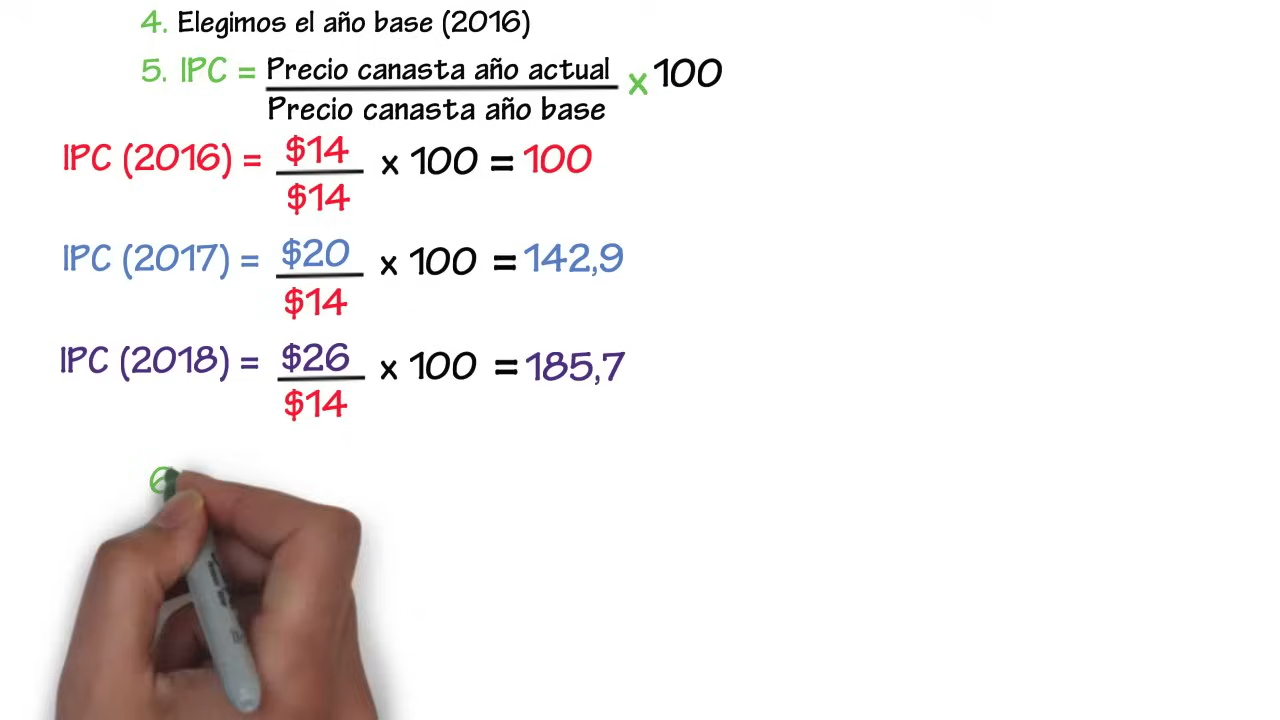 4. Elegimos el año base (2016)
5. IPC = Precio canasta año actual x 100
Precio canasta año base
IPC (2016) = $14 x 100 = 100
$14
IPC (2017) = $20 x 100 = 142,9
$14
IPC (2018) = $26 x 100 = 185,7
$14
6